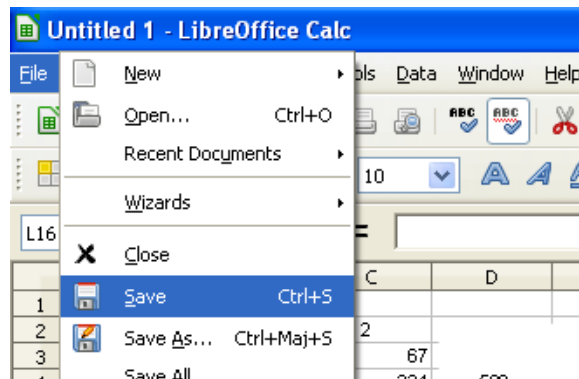 Untitled 1 - LibreOffice Calc
File ols Data Window Help
New
Open... Ctrl+O
Recent Documents
10
Wizards
L16 =
Close
C D
Save Ctrl+S
1
2 Save As... Ctrl+Maj+S 2
3 67
Save All